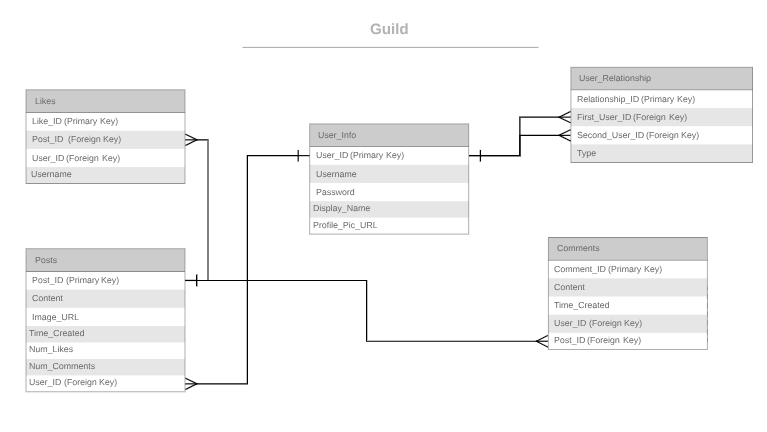 Guild
Likes
Like_ID (Primary Key)
Post_ID (Foreign Key)
User_ID (Foreign Key)
Username
User_Info
User_ID (Primary Key)
Username
Password
Display_Name
Profile_Pic_URL
User_Relationship
Relationship_ID (Primary Key)
First_User_ID (Foreign Key)
Second_User_ID (Foreign Key)
Type
Posts
Post_ID (Primary Key)
Content
Image_URL
Time_Created
Num_Likes
Num_Comments
User_ID (Foreign Key)
Comments
Comment_ID (Primary Key)
Content
Time_Created
User_ID (Foreign Key)
Post_ID (Foreign Key)